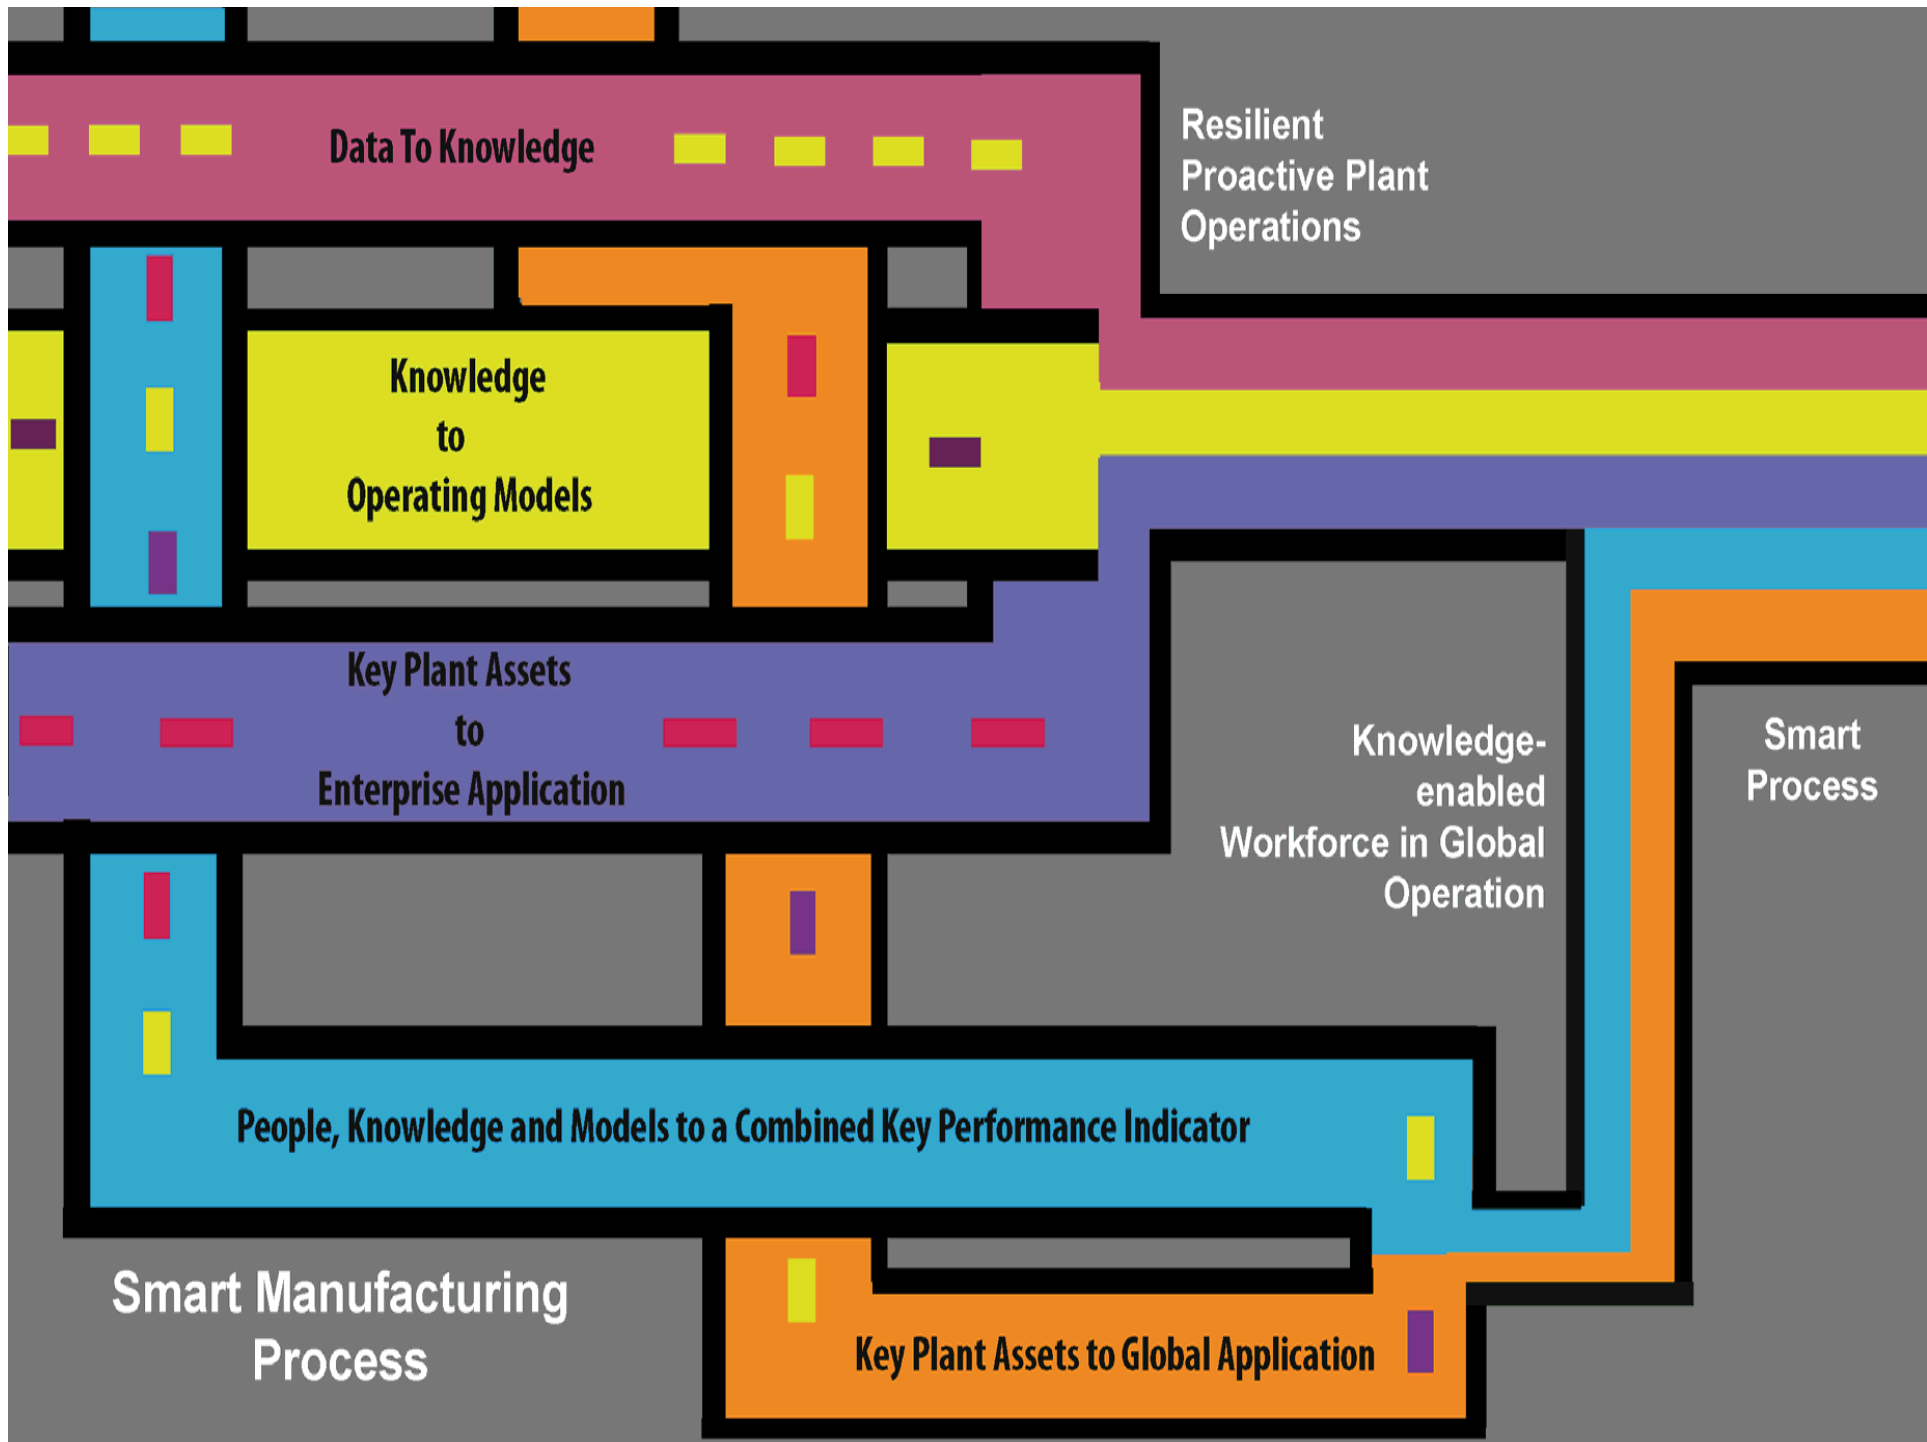 Data To Knowledge
Resilient
Proactive Plant
Operations
Knowledge
to
Operating Models
Key Plant Assets
to
Enterprise Application
Knowledge-
enabled
Workforce in Global
Operation
Smart
Process
People, Knowledge and Models to a Combined Key Performance Indicator
Smart Manufacturing
Process
Key Plant Assets to Global Application